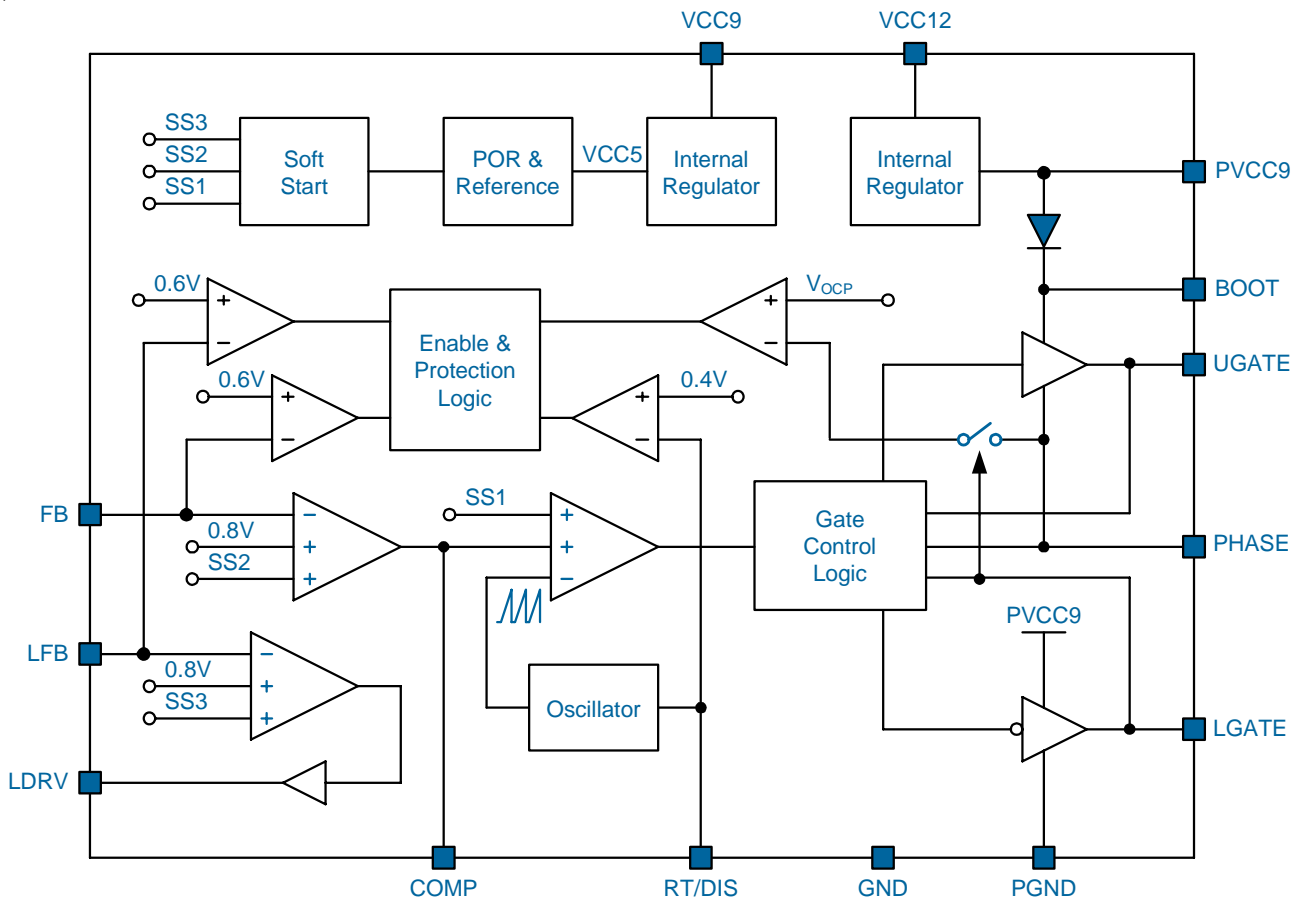 VCC9
VCC12
SS3
SS2
SS1
Soft
Start
POR &
Reference
VCC5
Internal
Regulator
Internal
Regulator
PVCC9
0.6V
+
−
Enable &
Protection
Logic
VOCP
+
−
BOOT
0.6V
+
−
0.4V
+
−
UGATE
FB
0.8V
SS2
−
+
+
SS1
+
+
−
Gate
Control
Logic
PHASE
LFB
0.8V
SS3
−
+
+
Oscillator
PVCC9
LGATE
LDRV
COMP
RT/DIS
GND
PGND